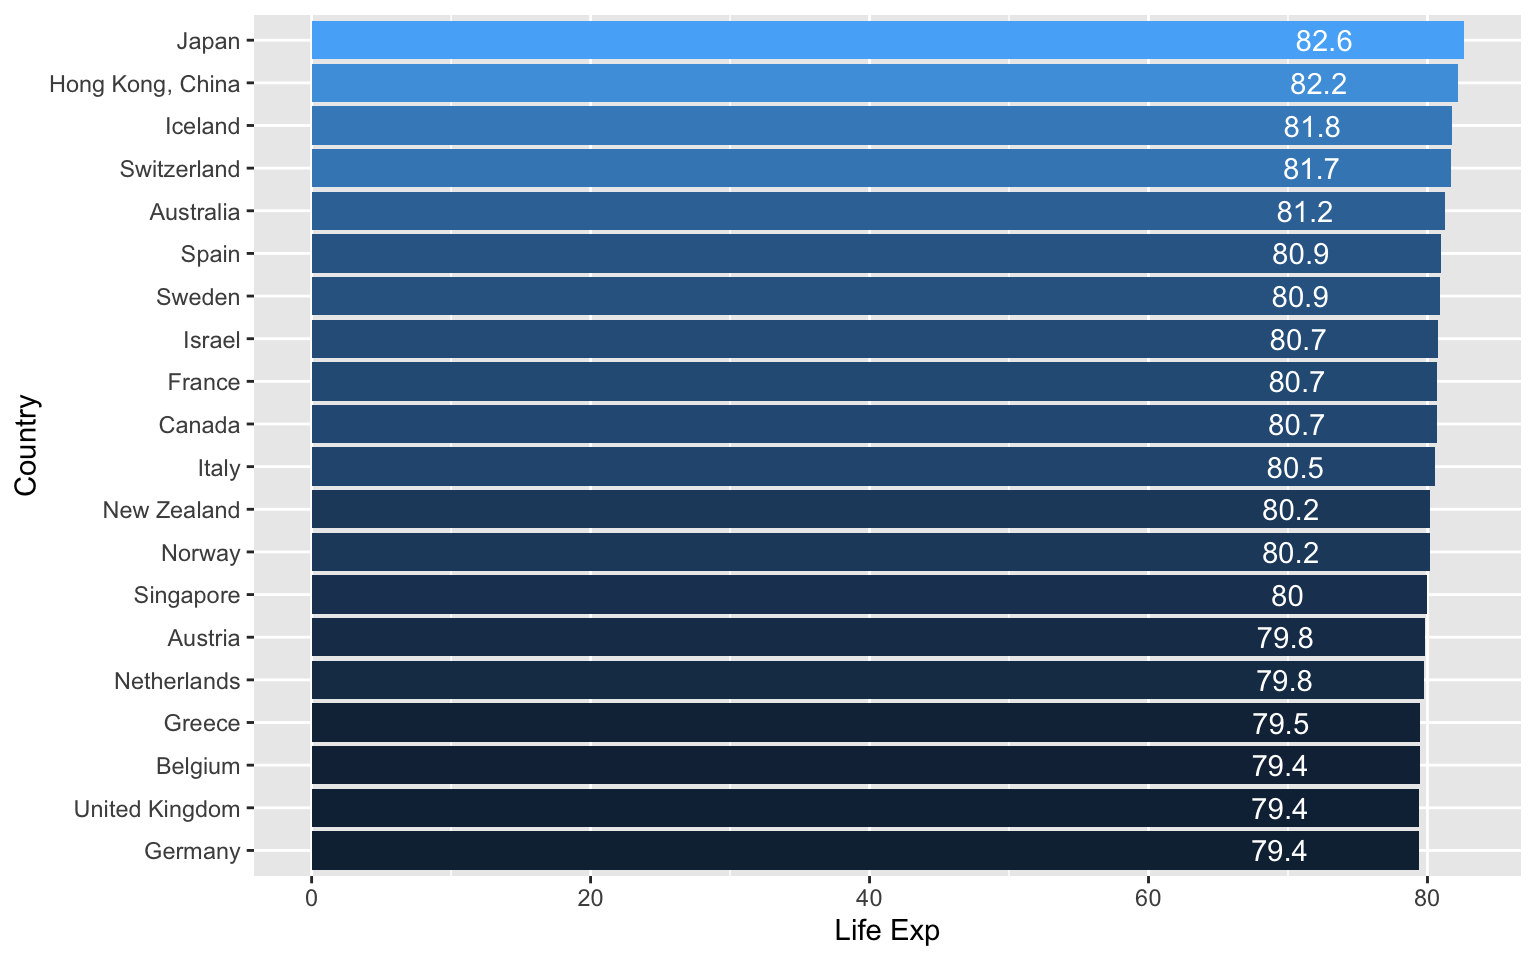 Japan 82.6
Hong Kong, China 82.2
Iceland 81.8
Switzerland 81.7
Australia 81.2
Spain 80.9
Sweden 80.9
Israel 80.7
France 80.7
Canada 80.7
Italy 80.5
New Zealand 80.2
Norway 80.2
Singapore 80
Austria 79.8
Netherlands 79.8
Greece 79.5
Belgium 79.4
United Kingdom 79.4
Germany 79.4
Country
0 20 40 60 80
Life Exp